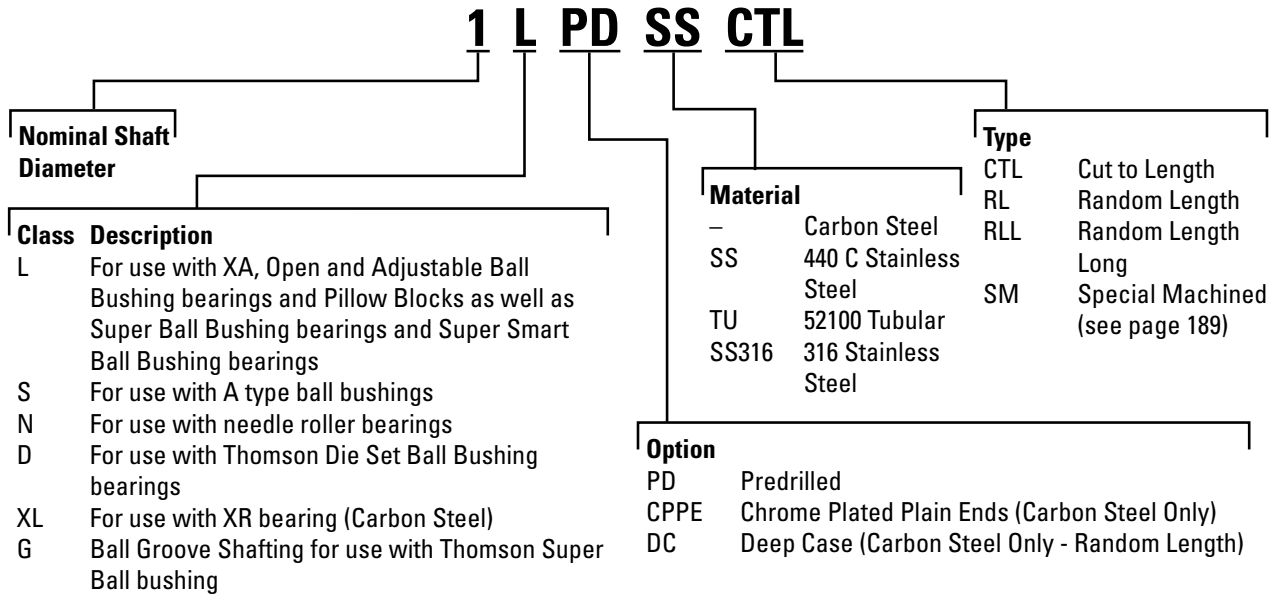 1 L PD SS CTL
Nominal Shaft
Diameter
Class Description
L For use with XA, Open and Adjustable Ball
Bushing bearings and Pillow Blocks as well as
Super Ball Bushing bearings and Super Smart
Ball Bushing bearings
S For use with A type ball bushings
N For use with needle roller bearings
D For use with Thomson Die Set Ball Bushing
bearings
XL For use with XR bearing (Carbon Steel)
G Ball Groove Shafting for use with Thomson Super
Ball bushing
Material
– Carbon Steel
SS 440 C Stainless
Steel
TU 52100 Tubular
SS316 316 Stainless
Steel
Type
CTL Cut to Length
RL Random Length
RLL Random Length
Long
SM Special Machined
(see page 189)
Option
PD Predrilled
CPPE Chrome Plated Plain Ends (Carbon Steel Only)
DC Deep Case (Carbon Steel Only - Random Length)